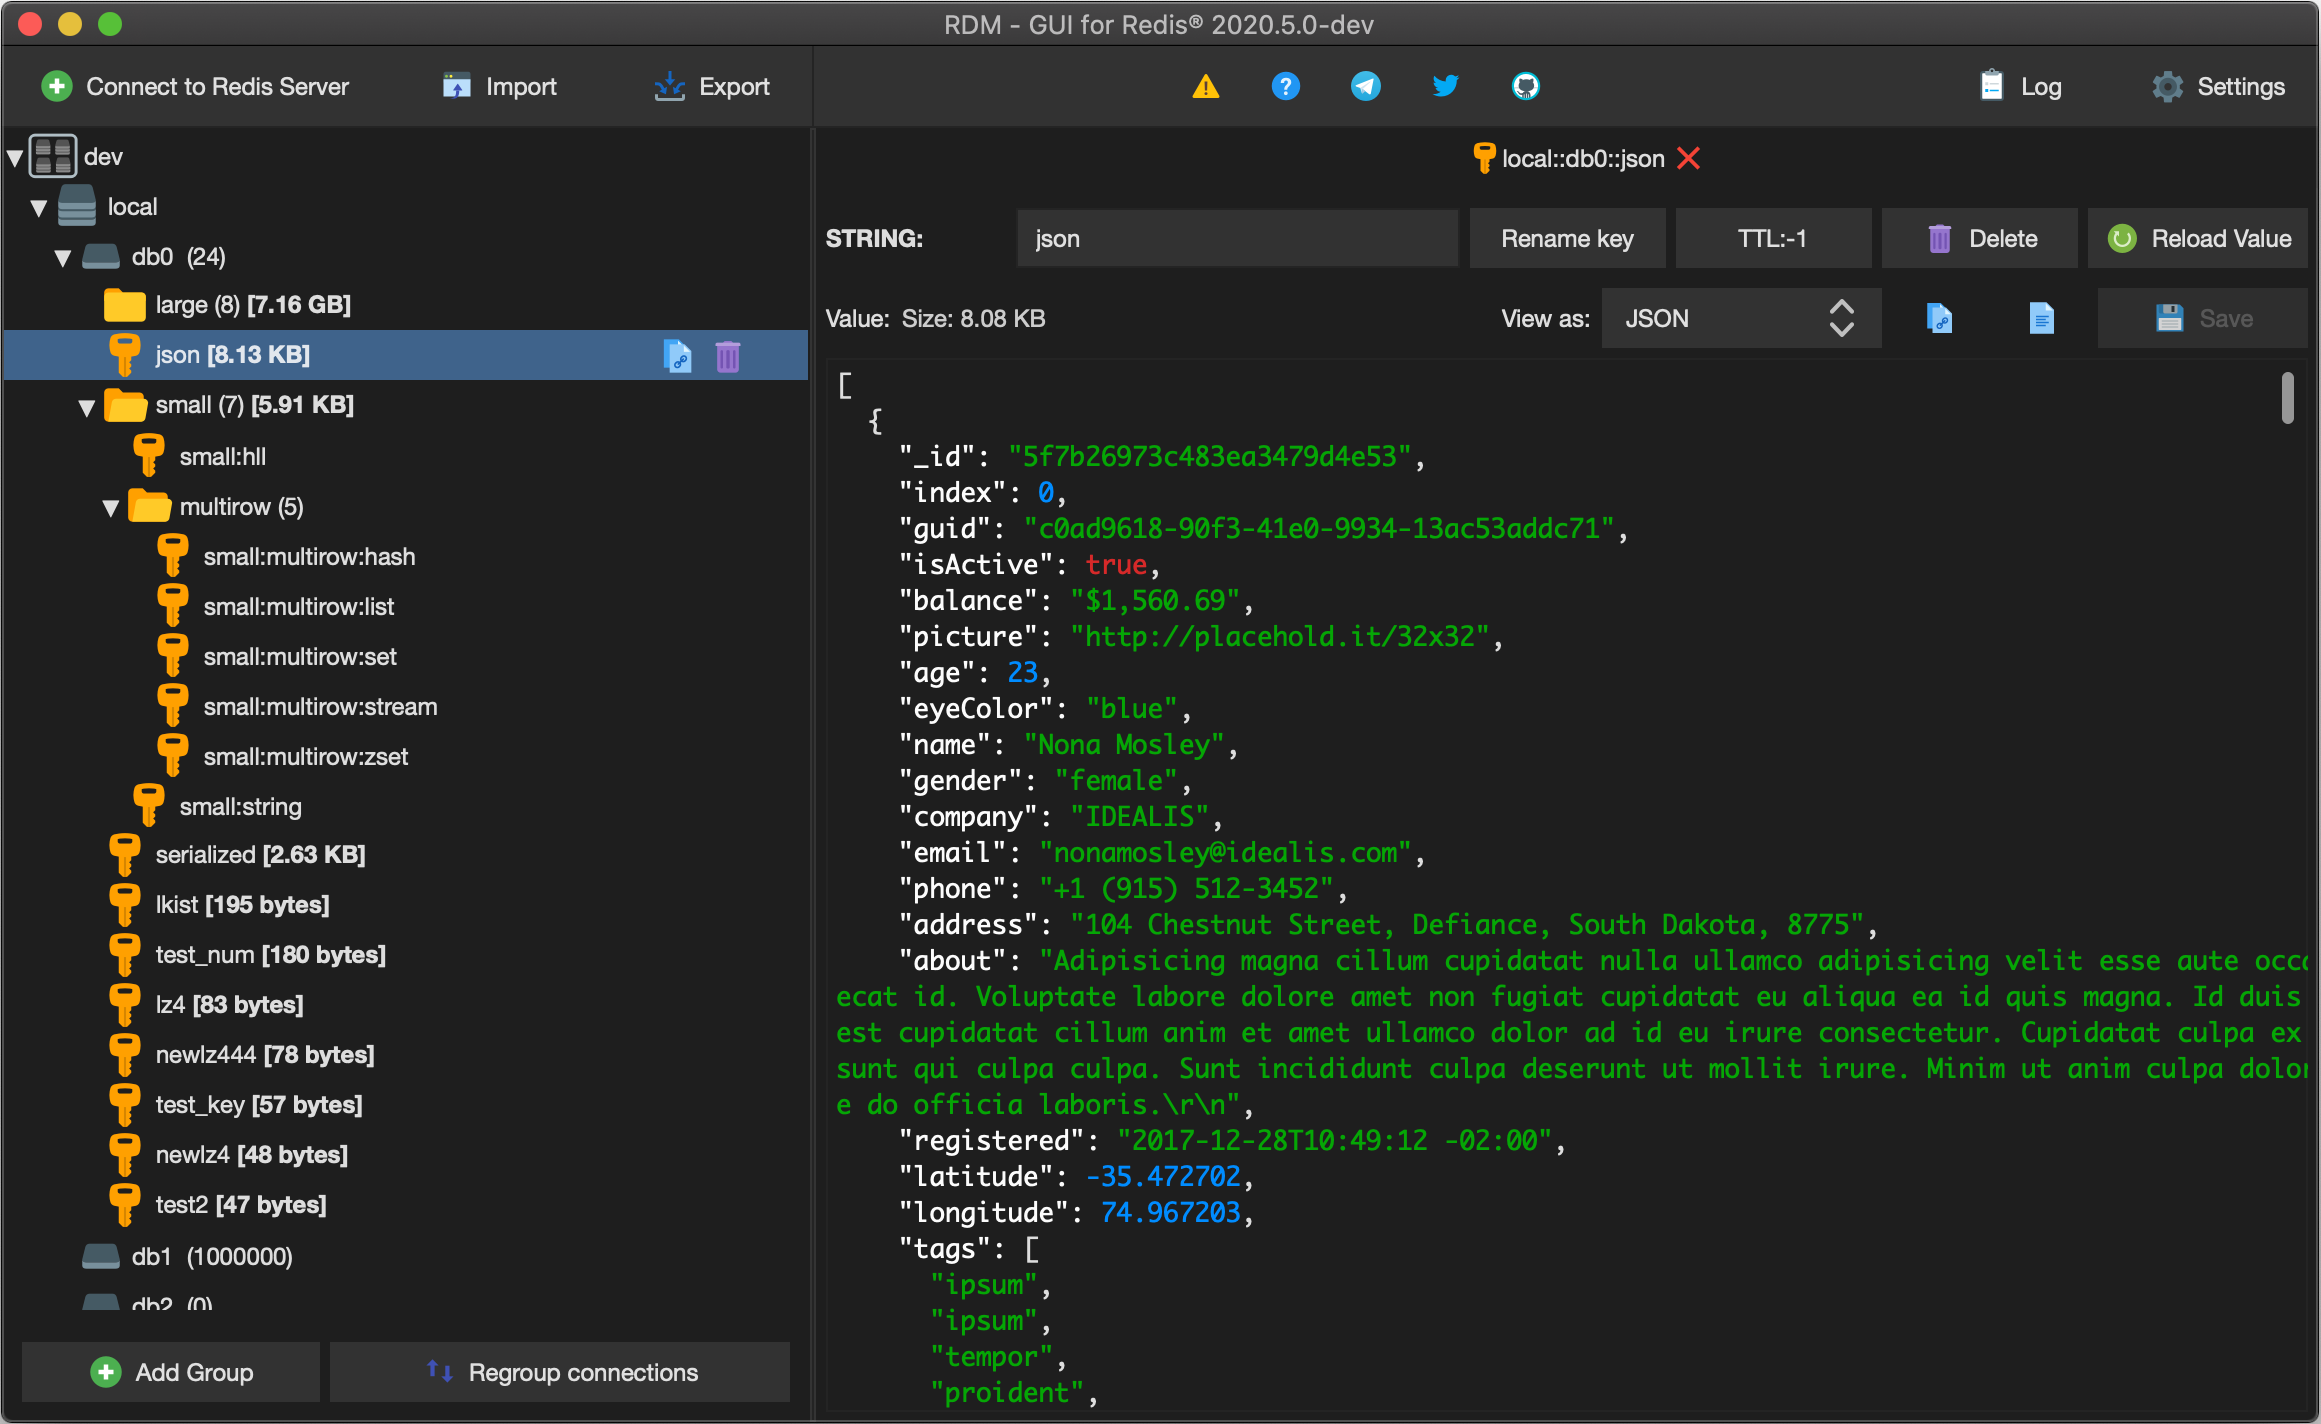 RDM - GUI for Redis® 2020.5.0-dev
Connect to Redis Server
Import
Export
Log
Settings
dev
local
db0 (24)
large (8) [7.16 GB]
json [8.13 KB]
small (7) [5.91 KB]
small:hll
multirow (5)
small:multirow:hash
small:multirow:list
small:multirow:set
small:multirow:stream
small:multirow:zset
small:string
serialized [2.63 KB]
lkist [195 bytes]
test_num [180 bytes]
lz4 [83 bytes]
newlz444 [78 bytes]
test_key [57 bytes]
newlz4 [48 bytes]
test2 [47 bytes]
db1 (1000000)
db2 (0)
Add Group
Regroup connections
local::db0::json
STRING:
json
Rename key
TTL:-1
Delete
Reload Value
Value: Size: 8.08 KB
View as:
JSON
Save
[
{
"_id": "5f7b26973c483ea3479d4e53",
"index": 0,
"guid": "c0ad9618-90f3-41e0-9934-13ac53addc71",
"isActive": true,
"balance": "$1,560.69",
"picture": "http://placehold.it/32x32",
"age": 23,
"eyeColor": "blue",
"name": "Nona Mosley",
"gender": "female",
"company": "IDEALIS",
"email": "nonamosley@idealis.com",
"phone": "+1 (915) 512-3452",
"address": "104 Chestnut Street, Defiance, South Dakota, 8775",
"about": "Adipisicing magna cillum cupidatat nulla ullamco adipisicing velit esse aute occa
ecat id. Voluptate labore dolore amet non fugiat cupidatat eu aliqua ea id quis magna. Id duis
est cupidatat cillum anim et amet ullamco dolor ad id eu irure consectetur. Cupidatat culpa ex
sunt qui culpa culpa. Sunt incididunt culpa deserunt ut mollit irure. Minim ut anim culpa dolor
e do officia laboris.\r\n",
"registered": "2017-12-28T10:49:12 -02:00",
"latitude": -35.472702,
"longitude": 74.967203,
"tags": [
"ipsum",
"ipsum",
"tempor",
"proident",